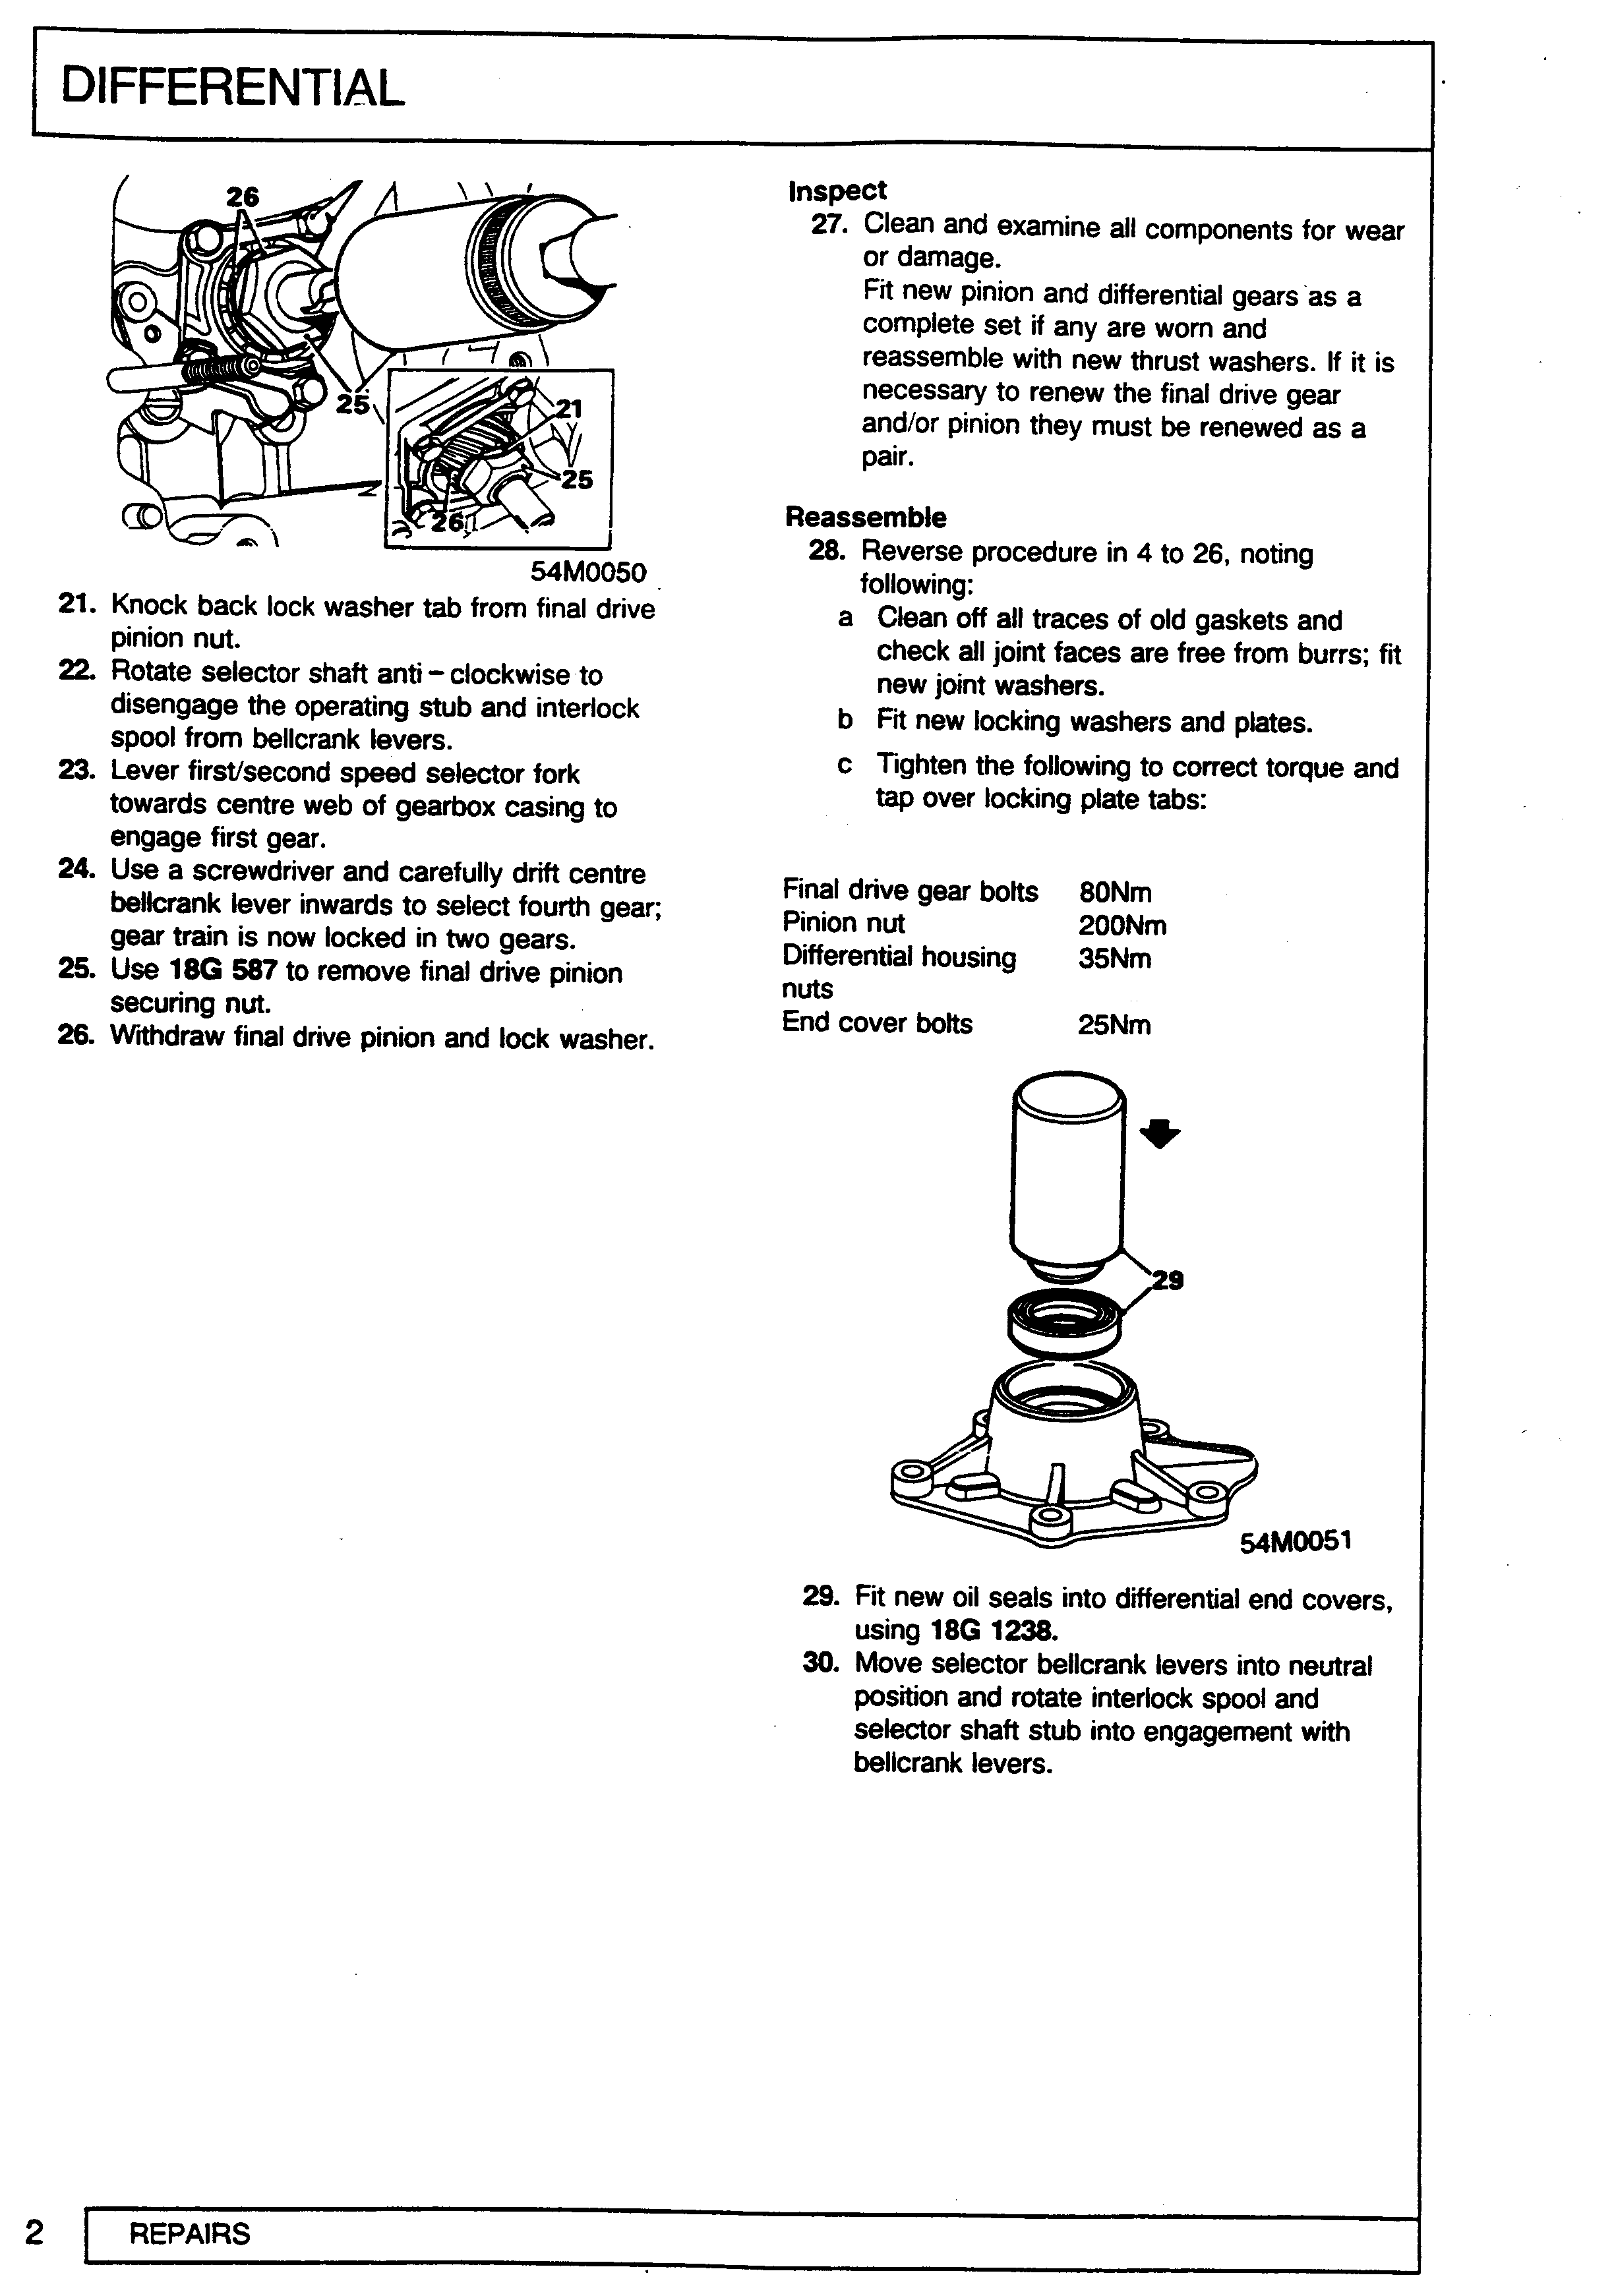 DIFFERENTIAL
26
25
21
25
26
54M0050
21. Knock back lock washer tab from final drive
pinion nut.
22. Rotate selector shaft anti – clockwise to
disengage the operating stub and interlock
spool from bellcrank levers.
23. Lever first/second speed selector fork
towards centre web of gearbox casing to
engage first gear.
24. Use a screwdriver and carefully drift centre
bellcrank lever inwards to select fourth gear;
gear train is now locked in two gears.
25. Use 18G 587 to remove final drive pinion
securing nut.
26. Withdraw final drive pinion and lock washer.
Inspect
27. Clean and examine all components for wear
or damage.
Fit new pinion and differential gears as a
complete set if any are worn and
reassemble with new thrust washers. If it is
necessary to renew the final drive gear
and/or pinion they must be renewed as a
pair.
Reassemble
28. Reverse procedure in 4 to 26, noting
following:
a Clean off all traces of old gaskets and
check all joint faces are free from burrs; fit
new joint washers.
b Fit new locking washers and plates.
c Tighten the following to correct torque and
tap over locking plate tabs:
Final drive gear bolts 80Nm
Pinion nut 200Nm
Differential housing 35Nm
nuts
End cover bolts 25Nm
29
54M0051
29. Fit new oil seals into differential end covers,
using 18G 1238.
30. Move selector bellcrank levers into neutral
position and rotate interlock spool and
selector shaft stub into engagement with
bellcrank levers.
2 REPAIRS